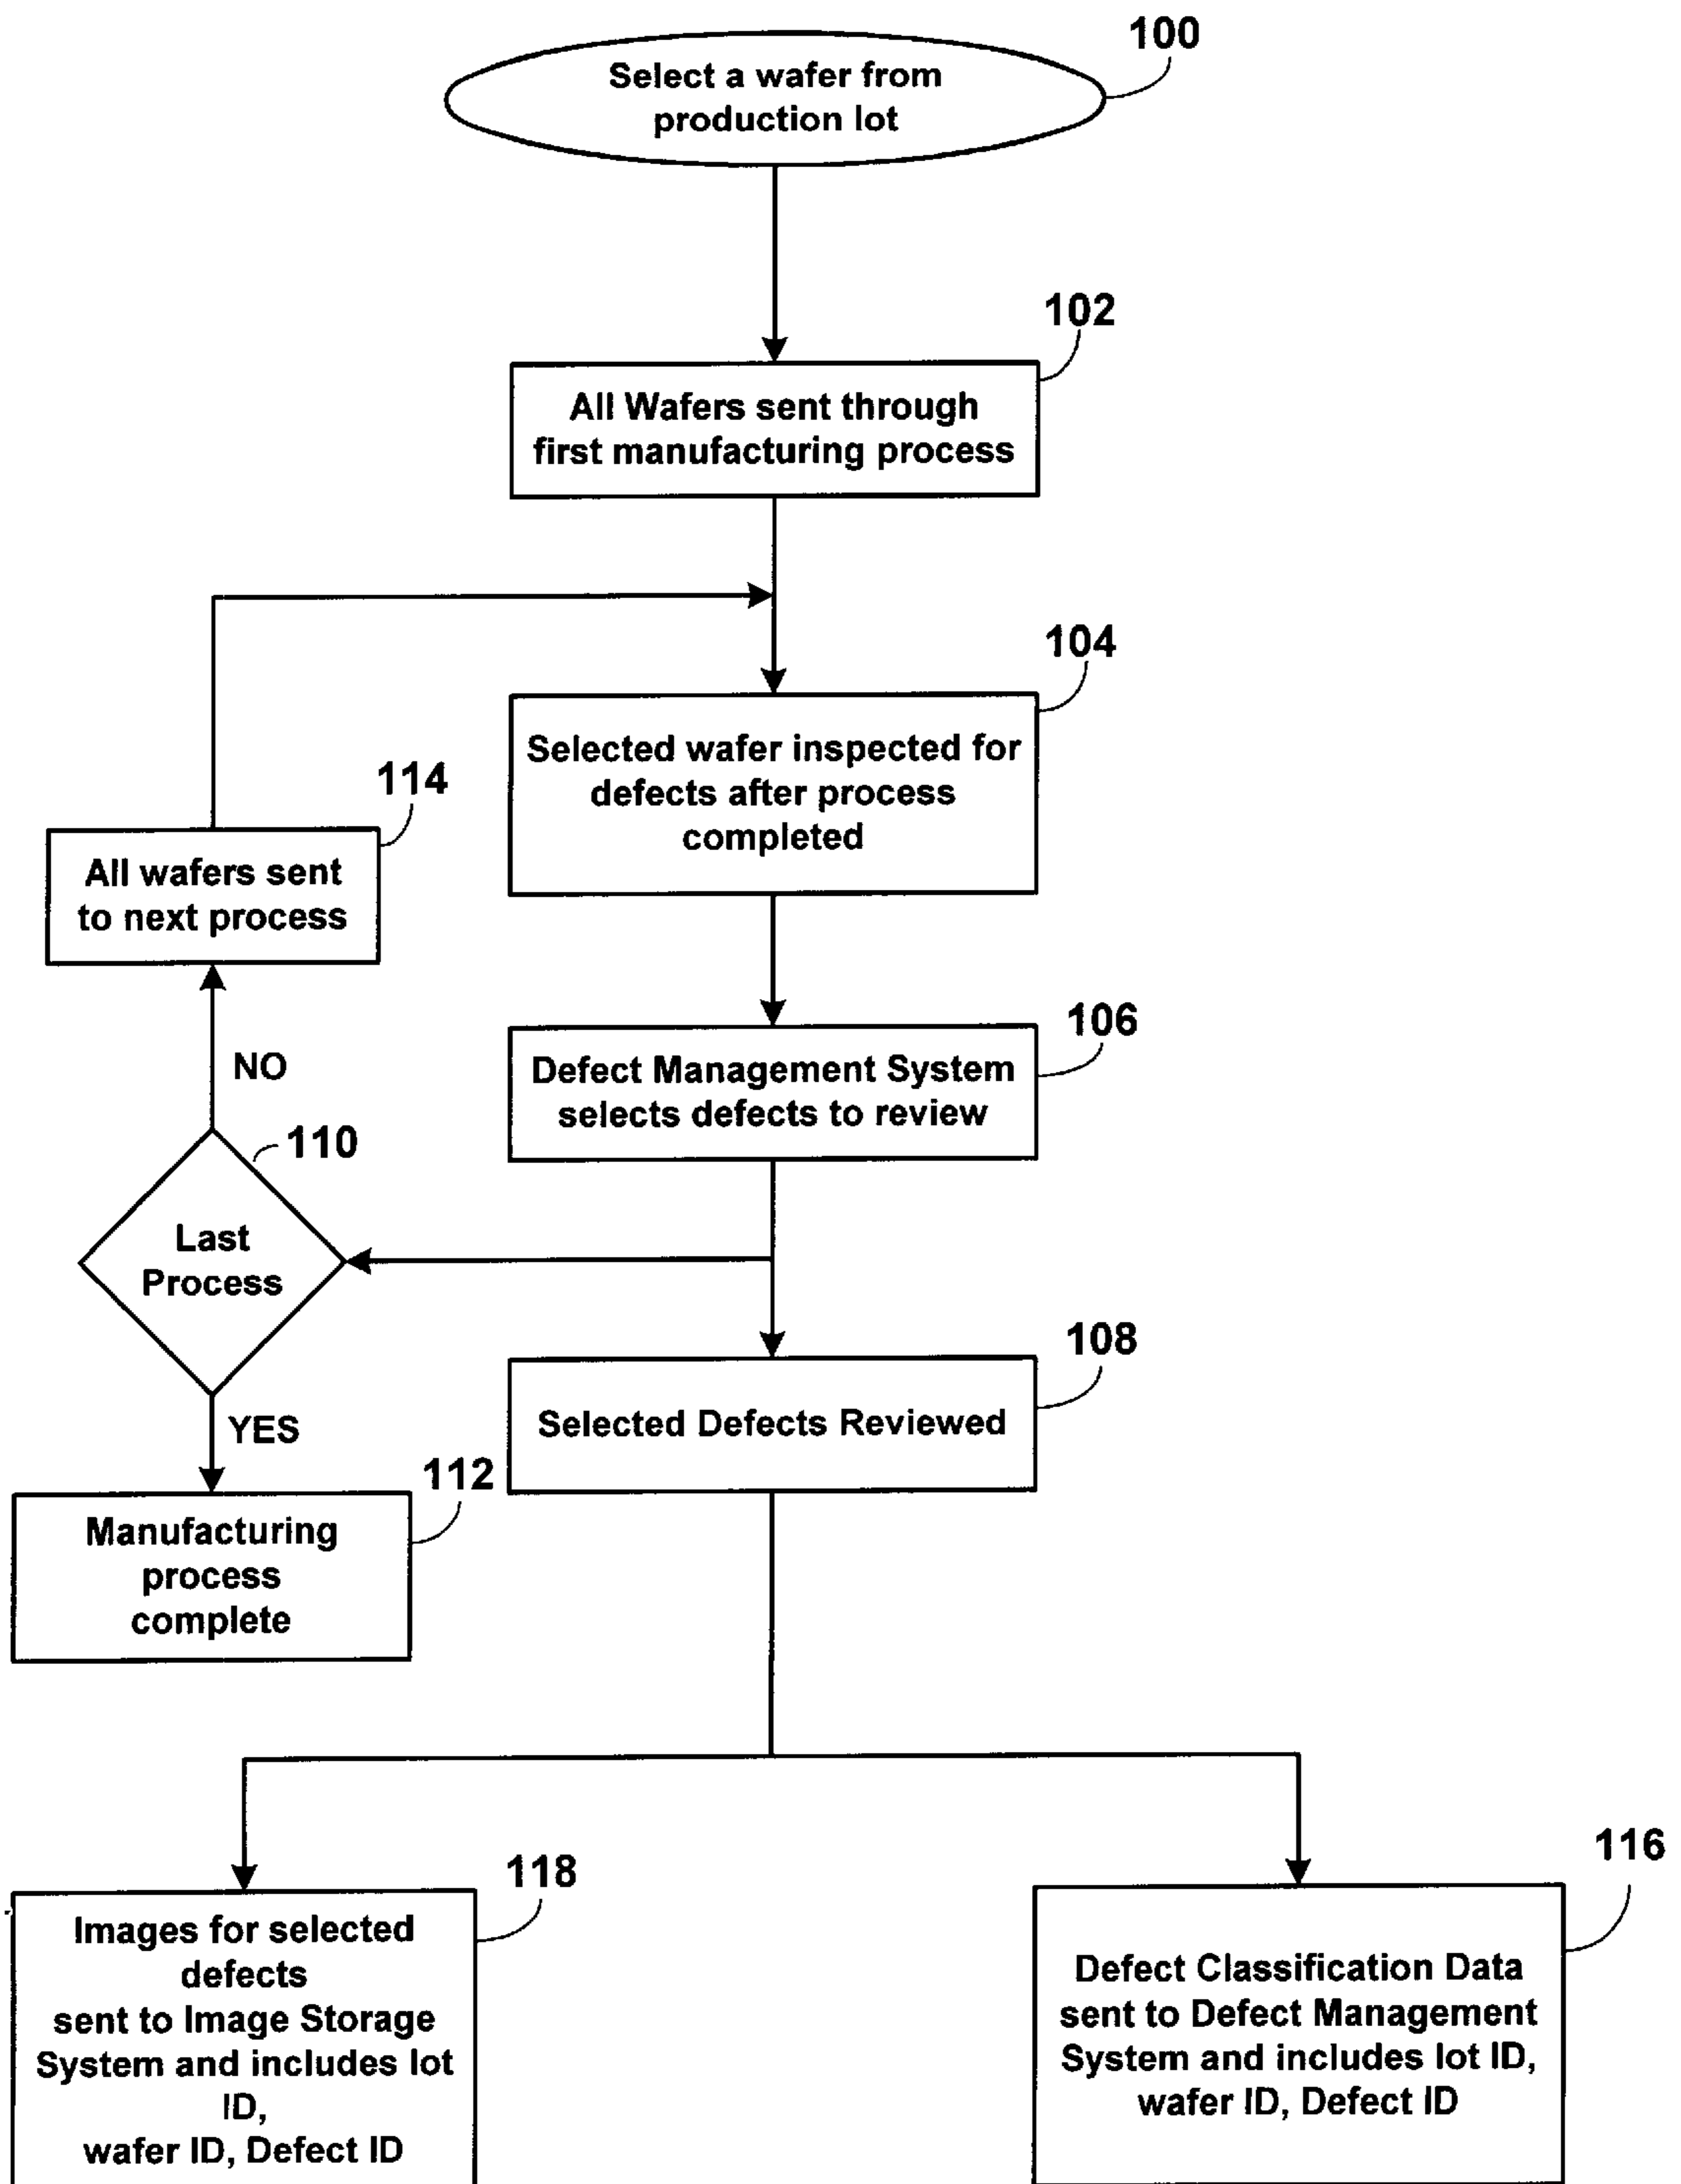 100
Select a wafer from
production lot
102
All Wafers sent through
first manufacturing process
104
Selected wafer inspected for
defects after process
completed
114
All wafers sent
to next process
106
Defect Management System
selects defects to review
NO
110
Last
Process
108
Selected Defects Reviewed
YES
112
Manufacturing
process
complete
118
Images for selected
defects
sent to Image Storage
System and includes lot
ID,
wafer ID, Defect ID
116
Defect Classification Data
sent to Defect Management
System and includes lot ID,
wafer ID, Defect ID